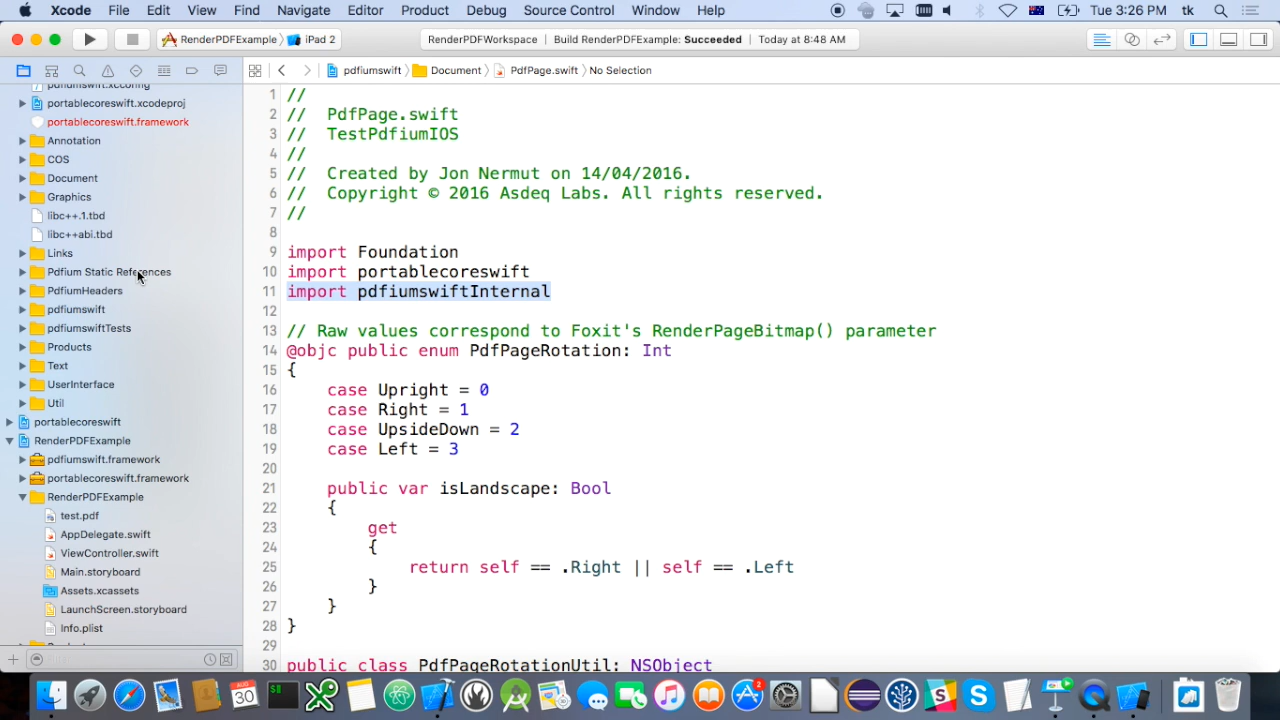 Xcode File Edit View Find Navigate Editor Product Debug Source Control Window Help Tue 3:26 PM tk
RenderPDFExample iPad 2 RenderPDFWorkspace Build RenderPDFExample: Succeeded Today at 8:48 AM
pdfiumswift Document PdfPage.swift No Selection
pdfiumswift.xcconfig
portablecoreswift.xcodeproj
portablecoreswift.framework
Annotation
COS
Document
Graphics
libc++.1.tbd
libc++abi.tbd
Links
Pdfium Static References
PdfiumHeaders
pdfiumswift
pdfiumswiftTests
Products
Text
UserInterface
Util
portablecoreswift
RenderPDFExample
pdfiumswift.framework
portablecoreswift.framework
RenderPDFExample
test.pdf
AppDelegate.swift
ViewController.swift
Main.storyboard
Assets.xcassets
LaunchScreen.storyboard
Info.plist
1 //
2 // PdfPage.swift
3 // TestPdfiumIOS
4 //
5 // Created by Jon Nermut on 14/04/2016.
6 // Copyright © 2016 Asdeq Labs. All rights reserved.
7 //
8
9 import Foundation
10 import portablecoreswift
11 import pdfiumswiftInternal
12
13 // Raw values correspond to Foxit's RenderPageBitmap() parameter
14 @objc public enum PdfPageRotation: Int
15 {
16 case Upright = 0
17 case Right = 1
18 case UpsideDown = 2
19 case Left = 3
20
21 public var isLandscape: Bool
22 {
23 get
24 {
25 return self == .Right || self == .Left
26 }
27 }
28 }
29
30 public class PdfPageRotationUtil: NSObject
30
2